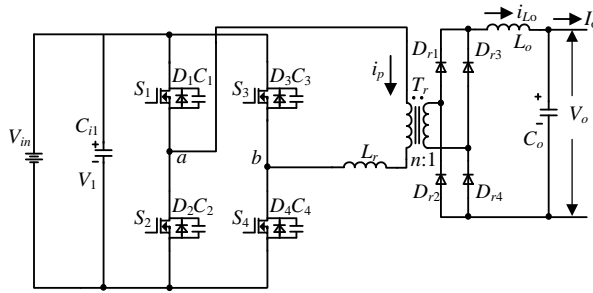 i_Lo
I_o
L_o
D_r1
D_r3
i_p
T_r
S_1
D_1C_1
S_3
D_3C_3
V_in
C_i1
+
-
V_1
a
b
L_r
n:1
+
-
C_o
V_o
D_r2
D_r4
S_2
D_2C_2
S_4
D_4C_4